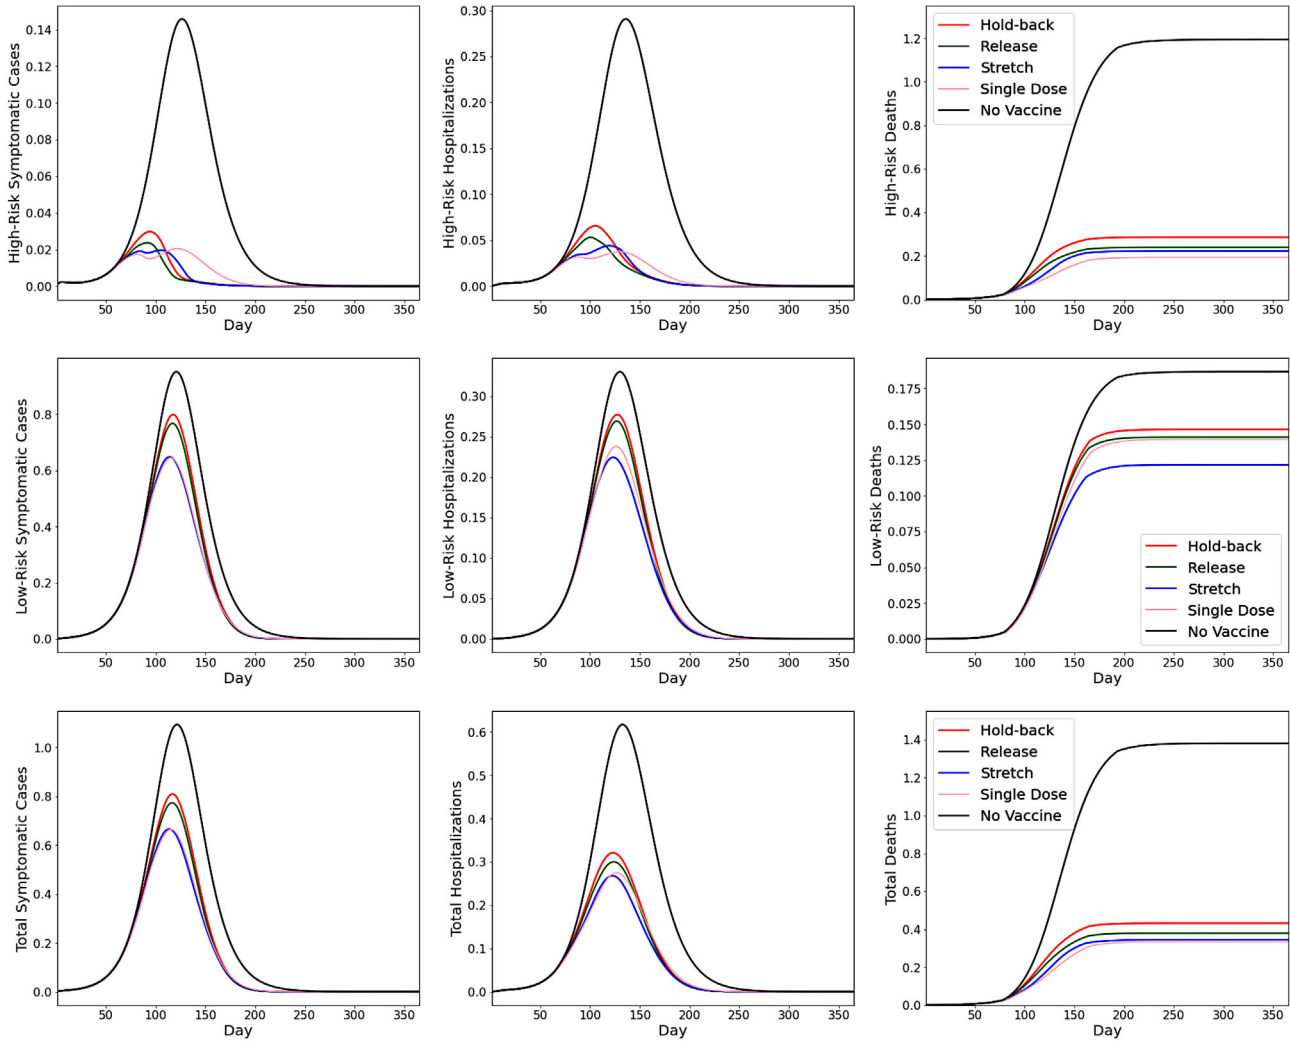 High-Risk Symptomatic Cases
0.14
0.12
0.10
0.08
0.06
0.04
0.02
0.00
50 100 150 200 250 300 350
Day
High-Risk Hospitalizations
0.30
0.25
0.20
0.15
0.10
0.05
0.00
50 100 150 200 250 300 350
Day
High-Risk Deaths
1.2
1.0
0.8
0.6
0.4
0.2
0.0
50 100 150 200 250 300 350
Day
Hold-back
Release
Stretch
Single Dose
No Vaccine
Low-Risk Symptomatic Cases
0.8
0.6
0.4
0.2
0.0
50 100 150 200 250 300 350
Day
Low-Risk Hospitalizations
0.30
0.25
0.20
0.15
0.10
0.05
0.00
50 100 150 200 250 300 350
Day
Low-Risk Deaths
0.175
0.150
0.125
0.100
0.075
0.050
0.025
0.000
50 100 150 200 250 300 350
Day
Hold-back
Release
Stretch
Single Dose
No Vaccine
Total Symptomatic Cases
1.0
0.8
0.6
0.4
0.2
0.0
50 100 150 200 250 300 350
Day
Total Hospitalizations
0.6
0.5
0.4
0.3
0.2
0.1
0.0
50 100 150 200 250 300 350
Day
Total Deaths
1.4
1.2
1.0
0.8
0.6
0.4
0.2
0.0
50 100 150 200 250 300 350
Day
Hold-back
Release
Stretch
Single Dose
No Vaccine